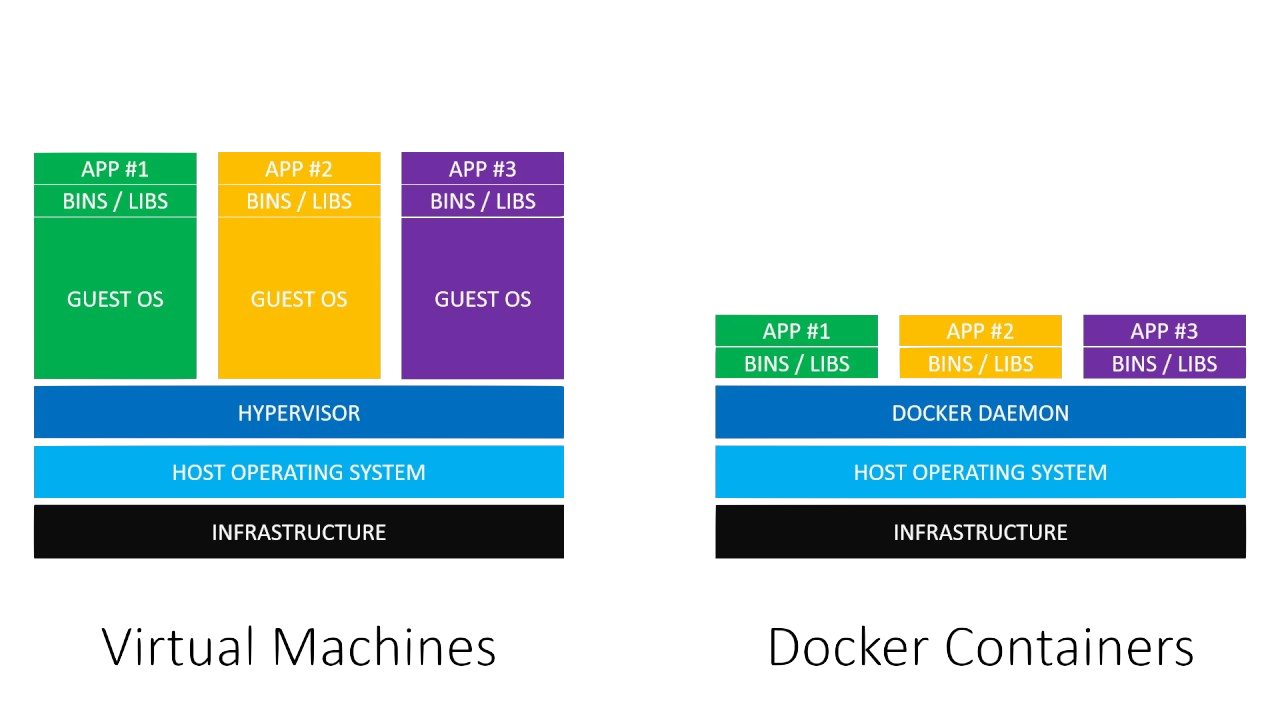 APP #1
BINS / LIBS
GUEST OS
APP #2
BINS / LIBS
GUEST OS
APP #3
BINS / LIBS
GUEST OS
HYPERVISOR
HOST OPERATING SYSTEM
INFRASTRUCTURE
Virtual Machines
APP #1
BINS / LIBS
APP #2
BINS / LIBS
APP #3
BINS / LIBS
DOCKER DAEMON
HOST OPERATING SYSTEM
INFRASTRUCTURE
Docker Containers